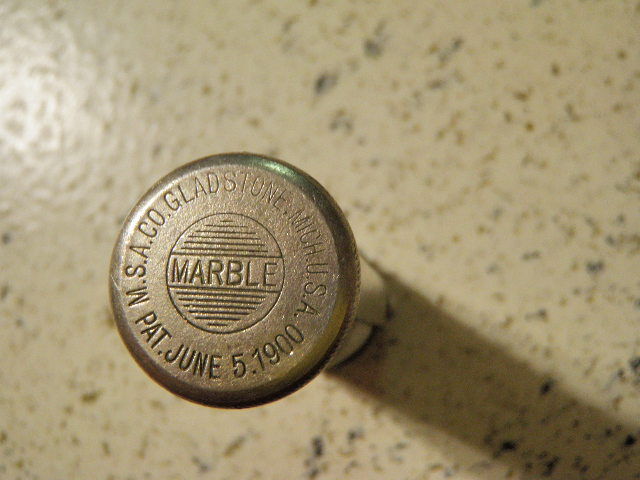 M.S.A.CO.GLADSTONE.MICH.U.S.A.
MARBLE
PAT.JUNE 5.1900